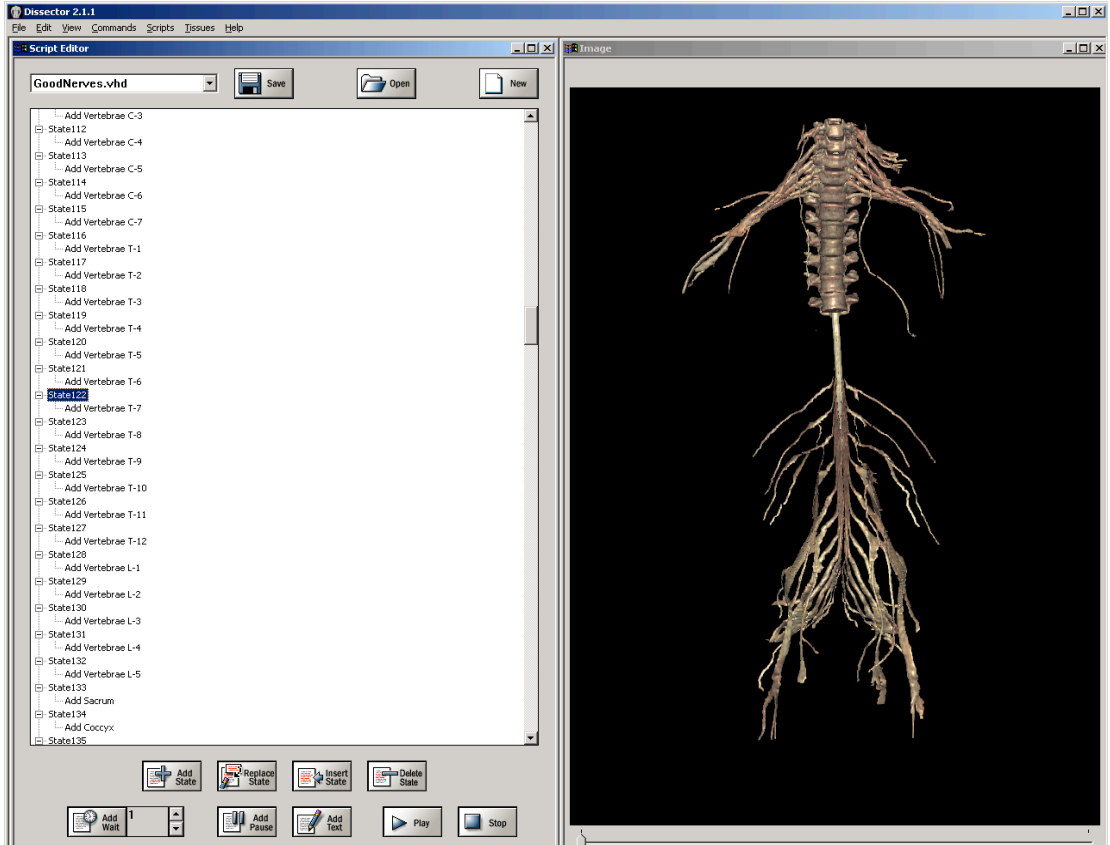 Dissector 2.1.1
File Edit View Commands Scripts Tissues Help
Script Editor
GoodNerves.vhd
Save
Open
New
Add Vertebrae C-3
State112
Add Vertebrae C-4
State113
Add Vertebrae C-5
State114
Add Vertebrae C-6
State115
Add Vertebrae C-7
State116
Add Vertebrae T-1
State117
Add Vertebrae T-2
State118
Add Vertebrae T-3
State119
Add Vertebrae T-4
State120
Add Vertebrae T-5
State121
Add Vertebrae T-6
State122
Add Vertebrae T-7
State123
Add Vertebrae T-8
State124
Add Vertebrae T-9
State125
Add Vertebrae T-10
State126
Add Vertebrae T-11
State127
Add Vertebrae T-12
State128
Add Vertebrae L-1
State129
Add Vertebrae L-2
State130
Add Vertebrae L-3
State131
Add Vertebrae L-4
State132
Add Vertebrae L-5
State133
Add Sacrum
State134
Add Coccyx
State135
Add
State
Replace
State
Insert
State
Delete
State
Add
Wait
1
Add
Pause
Add
Text
Play
Stop
Image